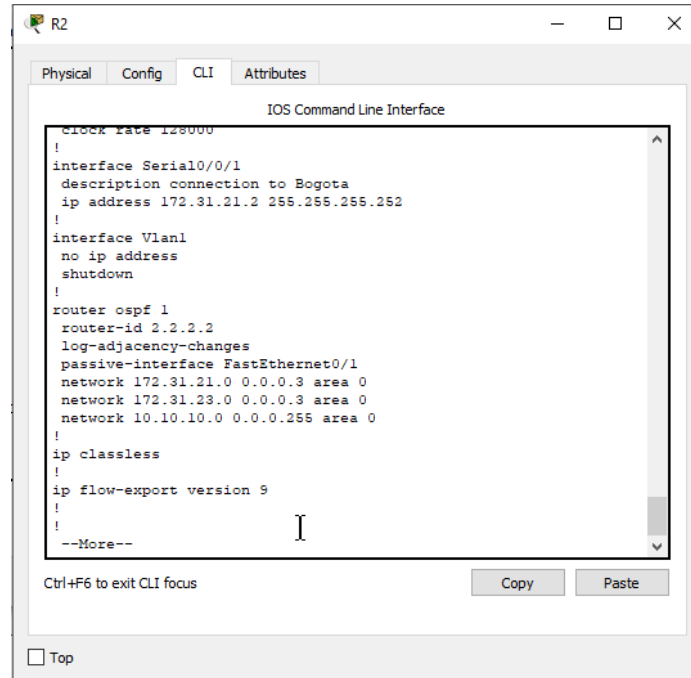 R2
Physical Config CLI Attributes
IOS Command Line Interface
clock rate 128000
!
interface Serial0/0/1
description connection to Bogota
ip address 172.31.21.2 255.255.255.252
!
interface Vlan1
no ip address
shutdown
!
router ospf 1
router-id 2.2.2.2
log-adjacency-changes
passive-interface FastEthernet0/1
network 172.31.21.0 0.0.0.3 area 0
network 172.31.23.0 0.0.0.3 area 0
network 10.10.10.0 0.0.0.255 area 0
!
ip classless
!
ip flow-export version 9
!
!
--More--
Ctrl+F6 to exit CLI focus
Copy Paste
Top